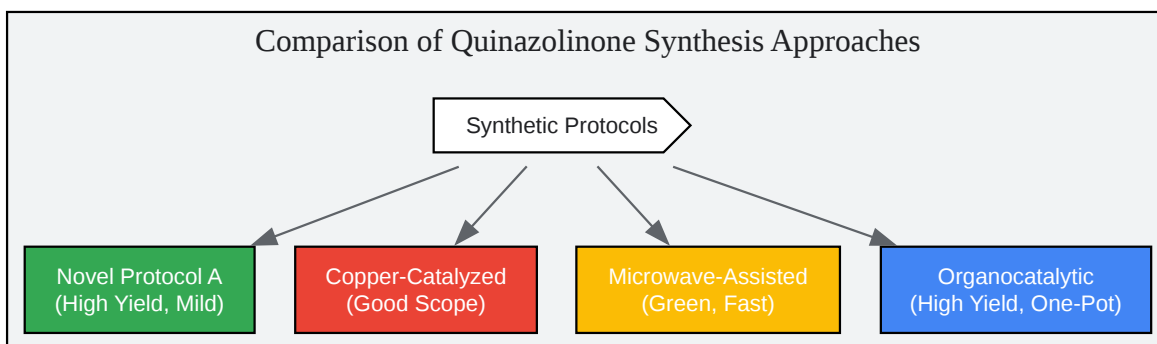 Comparison of Quinazolinone Synthesis Approaches
Synthetic Protocols
Novel Protocol A
(High Yield, Mild)
Copper-Catalyzed
(Good Scope)
Microwave-Assisted
(Green, Fast)
Organocatalytic
(High Yield, One-Pot)